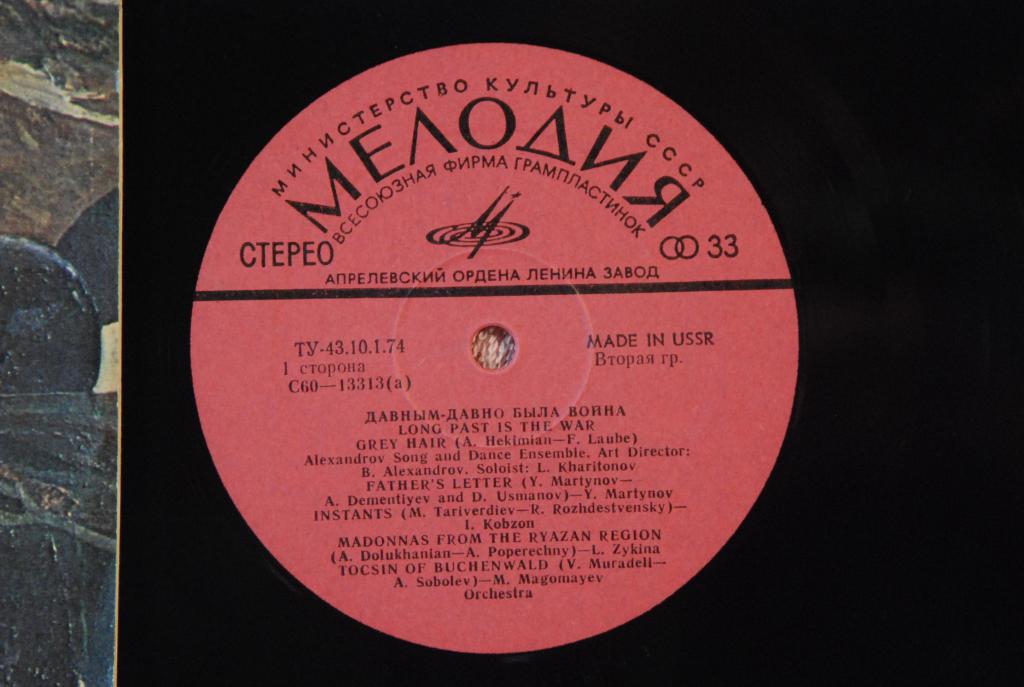 МИНИСТЕРСТВО КУЛЬТУРЫ СССР
МЕЛОДИЯ
ВСЕСОЮЗНАЯ ФИРМА ГРАМПЛАСТИНОК
СТЕРЕО
33
АПРЕЛЕВСКИЙ ОРДЕНА ЛЕНИНА ЗАВОД
ТУ-43.10.1.74
1 сторона
С60—13313(а)
MADE IN USSR
Вторая гр.
ДАВНЫМ-ДАВНО БЫЛА ВОЙНА
LONG PAST IS THE WAR
GREY HAIR (A. Hekimian—F. Laube)
Alexandrov Song and Dance Ensemble. Art Director:
B. Alexandrov. Soloist: L. Kharitonov
FATHER'S LETTER (Y. Martynov—
A. Dementiyev and D. Usmanov)—Y. Martynov
INSTANTS (M. Tariverdiev—R. Rozhdestvensky)—
I. Kobzon
MADONNAS FROM THE RYAZAN REGION
(A. Dolukhanian—A. Poperechny)—L. Zykina
TOCSIN OF BUCHENWALD (V. Muradeli—
A. Sobolev)—M. Magomayev
Orchestra